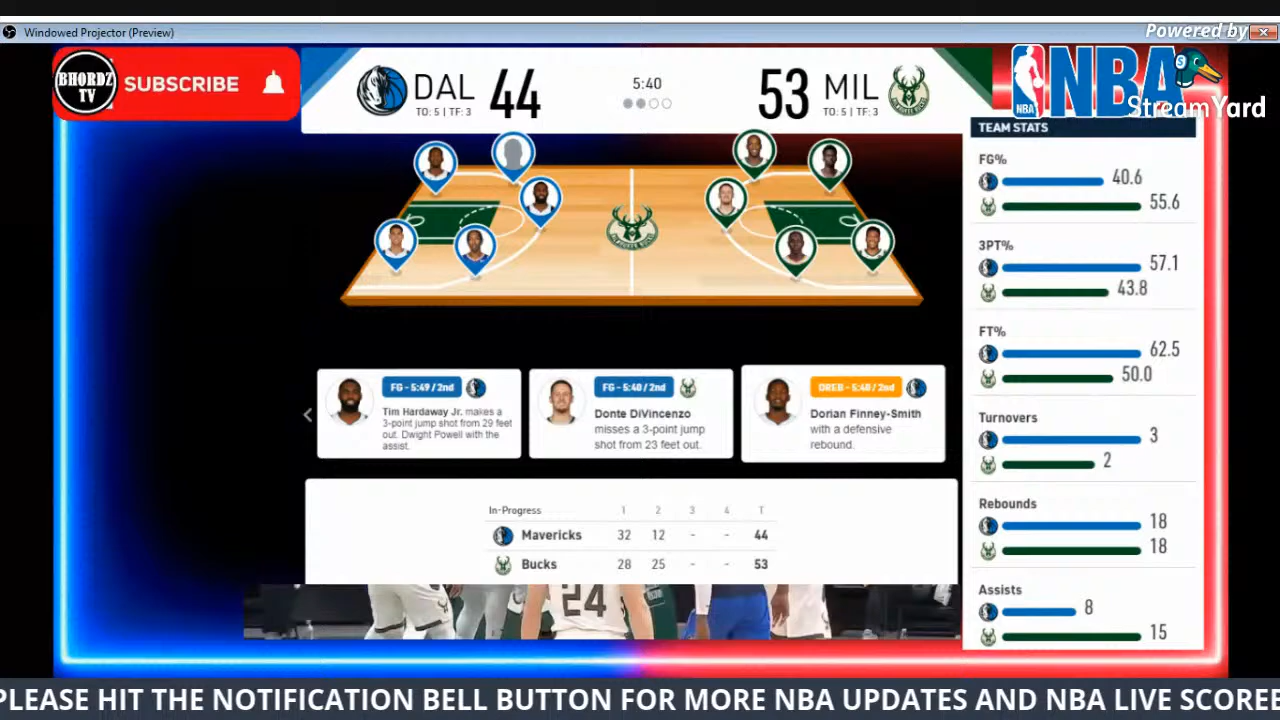 Windowed Projector (Preview)
Powered by
BHORDZ
TV
SUBSCRIBE
DAL 44
TO: 5 | TF: 3
5:40
53 MIL
TO: 5 | TF: 3
NBA
NBA
S
StreamYard
TEAM STATS
FG%
40.6
55.6
3PT%
57.1
43.8
FT%
62.5
50.0
Turnovers
3
2
Rebounds
18
18
Assists
8
15
FG - 5:49 / 2nd
Tim Hardaway Jr. makes a
3-point jump shot from 29 feet
out. Dwight Powell with the
assist.
FG - 5:40 / 2nd
Donte DiVincenzo
misses a 3-point jump
shot from 23 feet out.
DREB - 5:40 / 2nd
Dorian Finney-Smith
with a defensive
rebound.
In-Progress 1 2 3 4 T
Mavericks 32 12 - - 44
Bucks 28 25 - - 53
24
PLEASE HIT THE NOTIFICATION BELL BUTTON FOR MORE NBA UPDATES AND NBA LIVE SCOREE